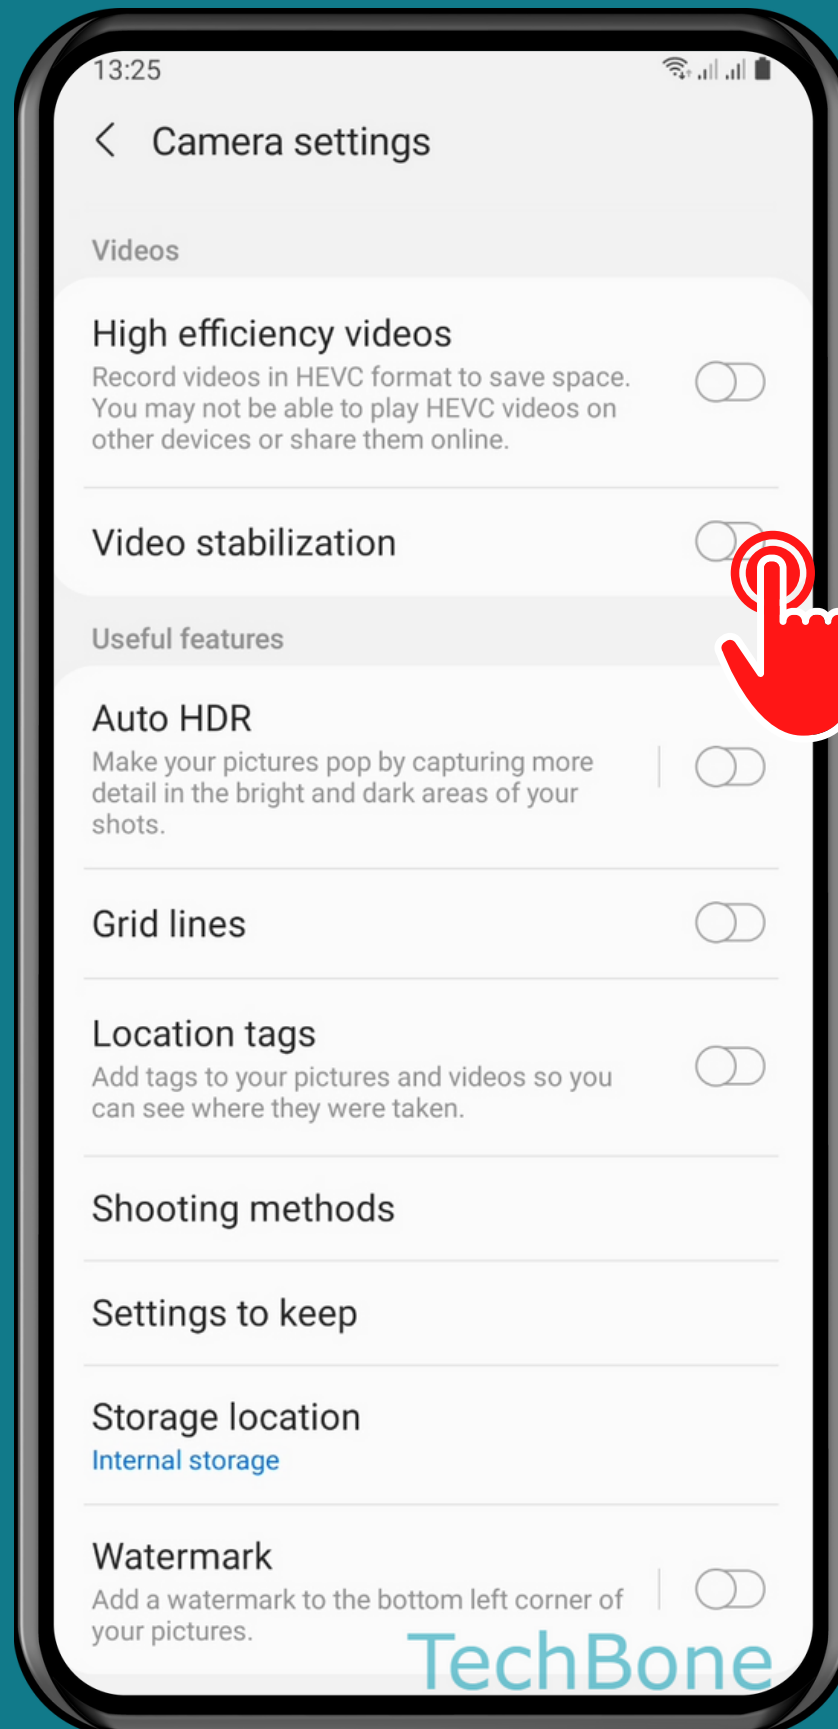 13:25
Camera settings
Videos
High efficiency videos
Record videos in HEVC format to save space.
You may not be able to play HEVC videos on
other devices or share them online.
Video stabilization
Useful features
Auto HDR
Make your pictures pop by capturing more
detail in the bright and dark areas of your
shots.
Grid lines
Location tags
Add tags to your pictures and videos so you
can see where they were taken.
Shooting methods
Settings to keep
Storage location
Internal storage
Watermark
Add a watermark to the bottom left corner of
your pictures.
TechBone